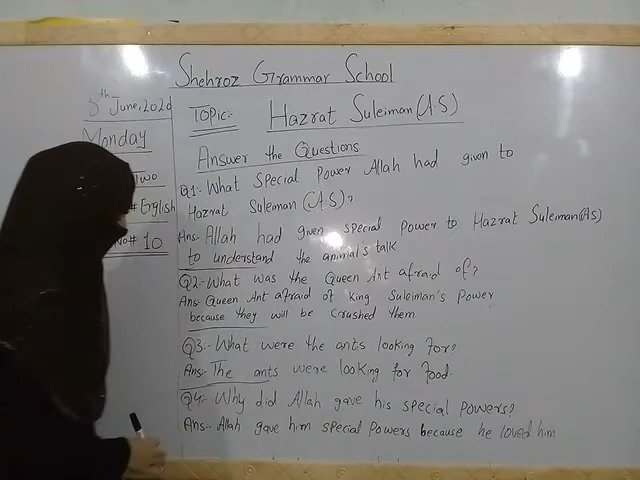 Shehroz Grammar School
8th June, 2020
Monday
Two
# English
No# 10
Topic:- Hazrat Suleiman (A.S)
Answer the Questions
Q1:- What special power Allah had given to
Hazrat Suleman (A.S)?
Ans:- Allah had given special power to Hazrat Suleman (AS)
to understand the animal's talk
Q2:- What was the Queen Ant afraid of?
Ans:- Queen Ant afraid of King Suleiman's Power
because they will be crushed them
Q3:- What were the ants looking for?
Ans:- The ants were looking for food.
Q4:- Why did Allah gave his special powers?
Ans:- Allah gave him special powers because he loved him